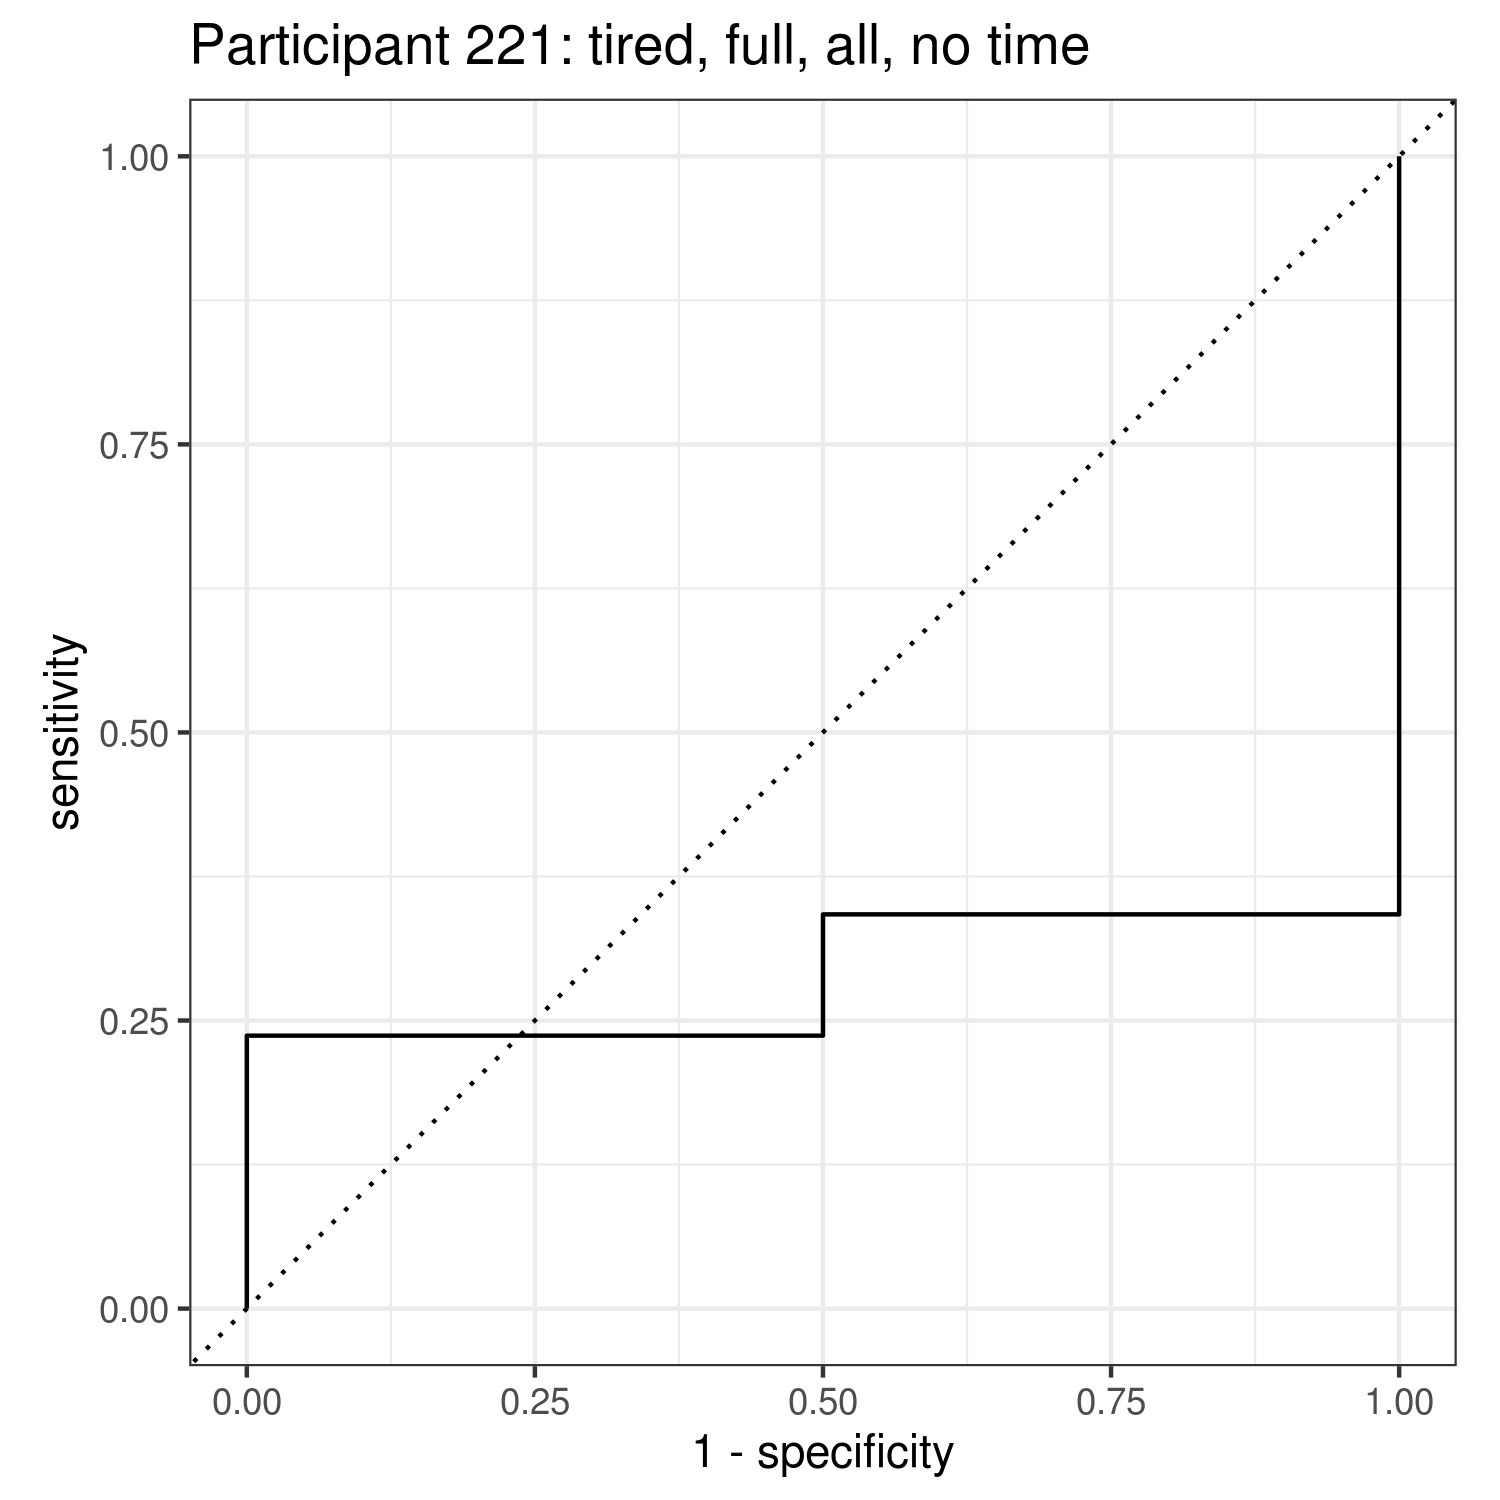 Participant 221: tired, full, all, no time
1.00
0.75
0.50
0.25
0.00
sensitivity
0.00 0.25 0.50 0.75 1.00
1 - specificity